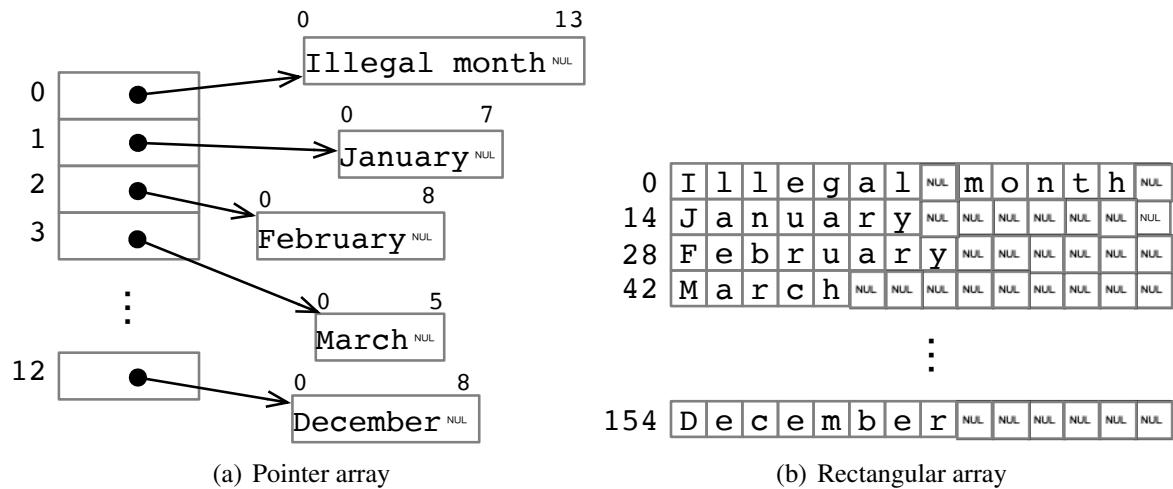 0 13
Illegal month NUL
0
0 7
1
January NUL
2
0 8
3
February NUL
0 5
March NUL
⋮
12
0 8
December NUL
(a) Pointer array
0 I l l e g a l NUL m o n t h NUL
14 J a n u a r y NUL NUL NUL NUL NUL NUL NUL
28 F e b r u a r y NUL NUL NUL NUL NUL NUL
42 M a r c h NUL NUL NUL NUL NUL NUL NUL NUL NUL
⋮
154 D e c e m b e r NUL NUL NUL NUL NUL NUL
(b) Rectangular array